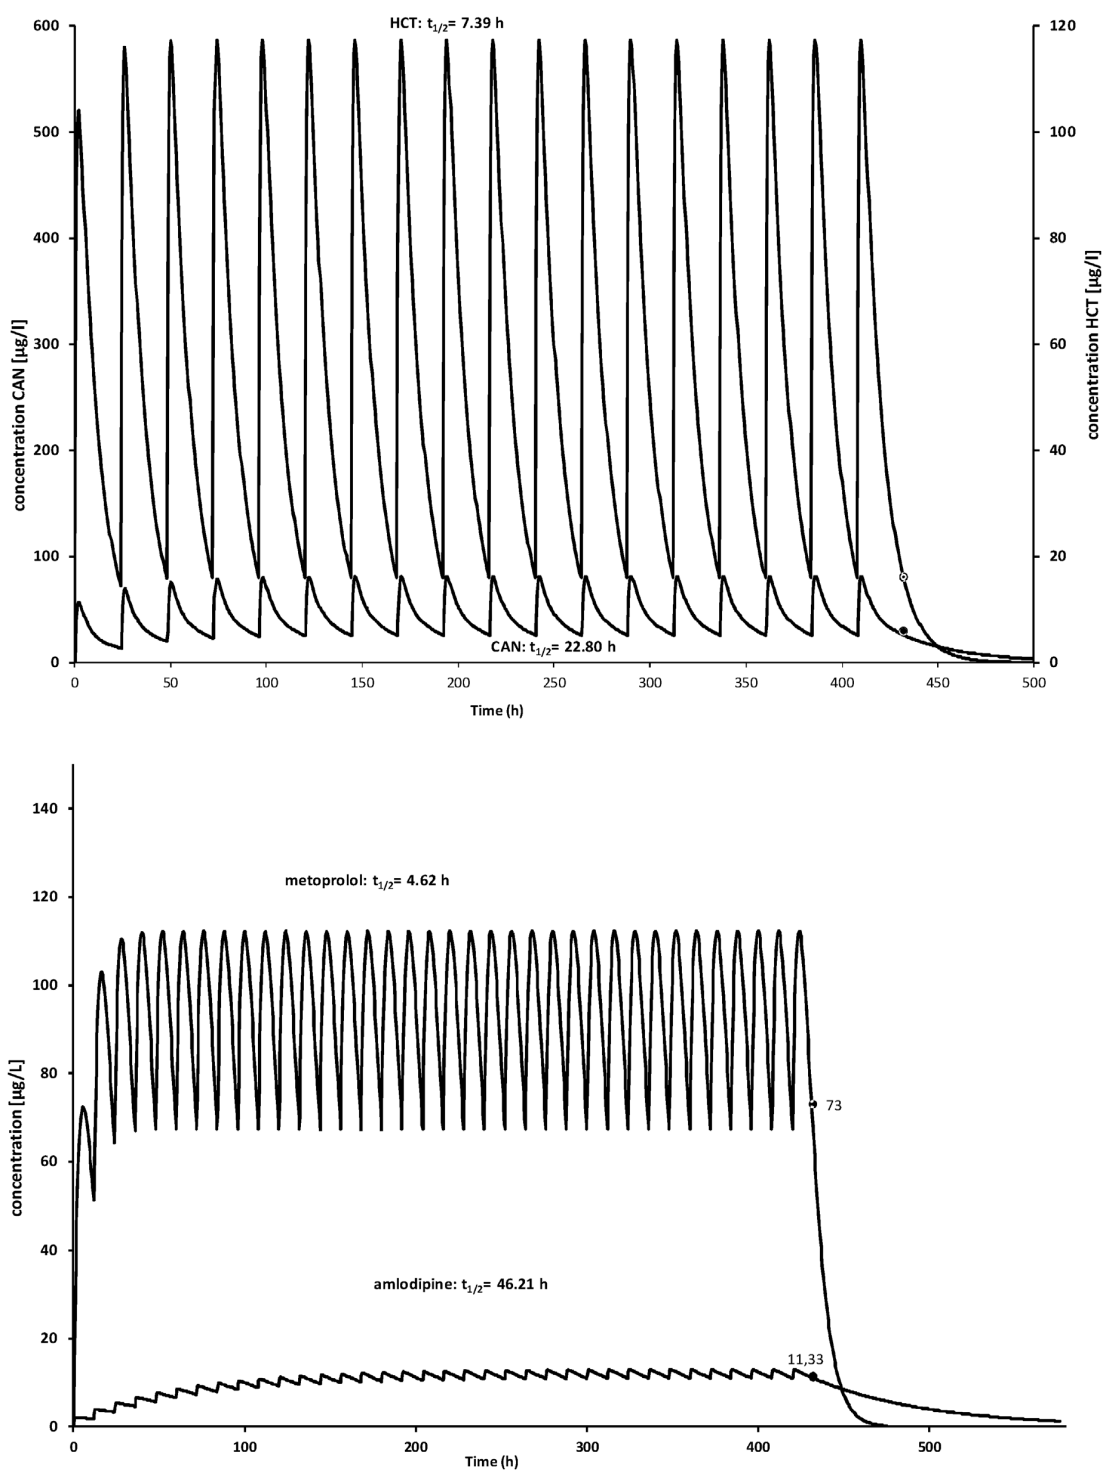 HCT: t1/2= 7.39 h
600
500
400
300
200
100
0
120
100
80
60
40
20
0
concentration CAN [µg/l]
concentration HCT [µg/l]
CAN: t1/2= 22.80 h
0 50 100 150 200 250 300 350 400 450 500
Time (h)
140
120
100
80
60
40
20
0
concentration [µg/L]
metoprolol: t1/2= 4.62 h
73
amlodipine: t1/2= 46.21 h
11,33
0 100 200 300 400 500
Time (h)